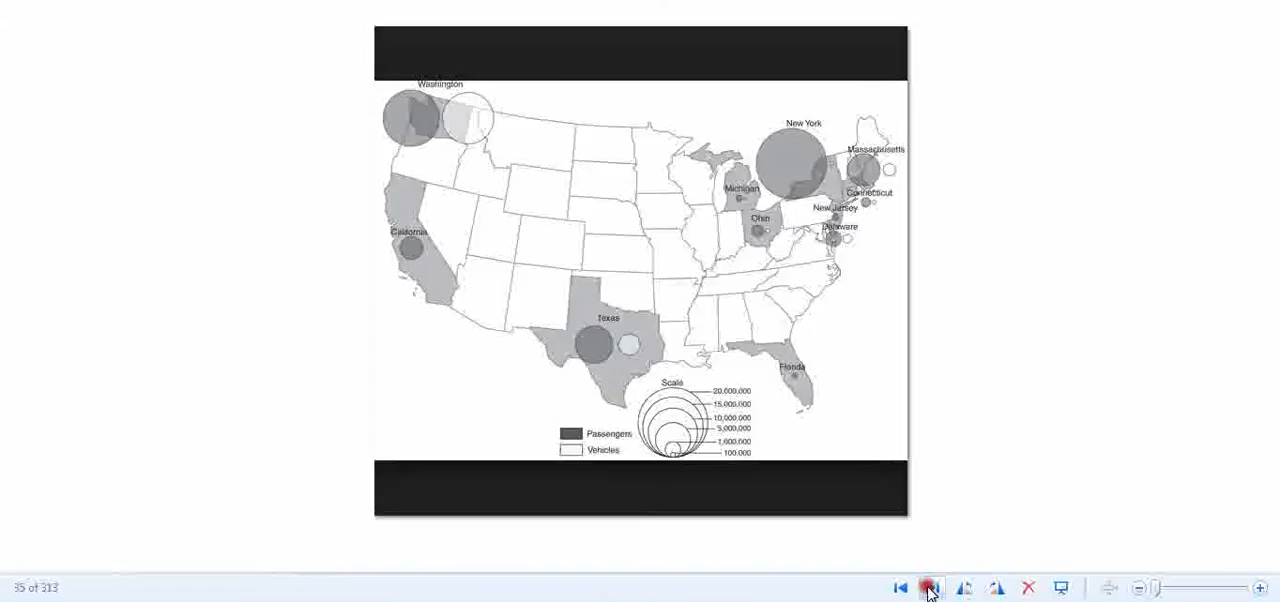 Washington
New York
Massachusetts
Michigan
Connecticut
New Jersey
Ohio
Delaware
California
Texas
Florida
Scale
20,000,000
15,000,000
10,000,000
5,000,000
1,000,000
100,000
Passengers
Vehicles
35 of 313